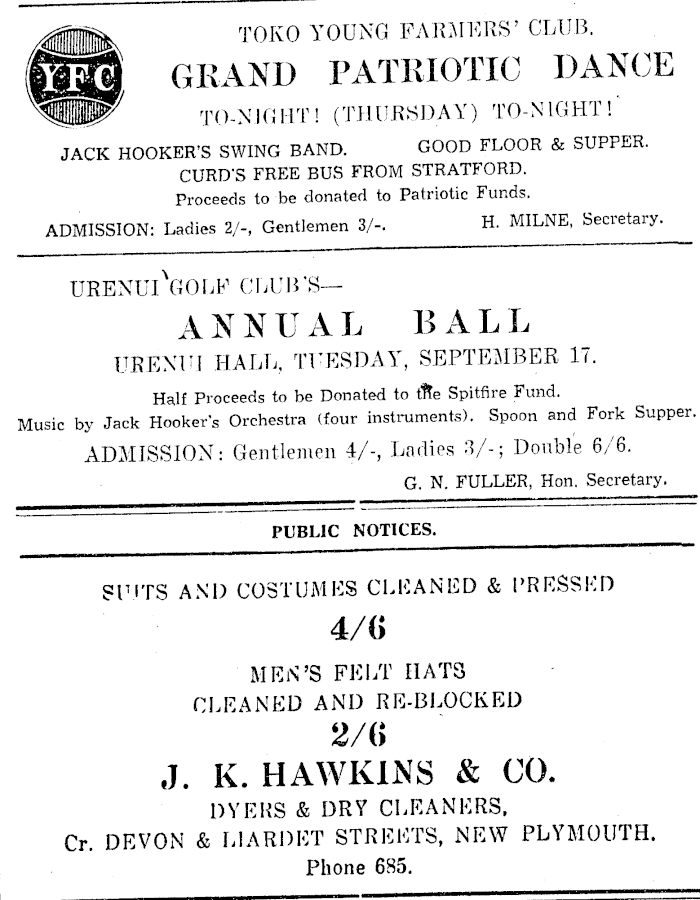 TOKO YOUNG FARMERS' CLUB.
YFC
GRAND PATRIOTIC DANCE
TO-NIGHT! (THURSDAY) TO-NIGHT!
JACK HOOKER'S SWING BAND. GOOD FLOOR & SUPPER.
CURD'S FREE BUS FROM STRATFORD.
Proceeds to be donated to Patriotic Funds.
ADMISSION: Ladies 2/-, Gentlemen 3/-. H. MILNE, Secretary.
URENUI GOLF CLUB'S—
ANNUAL BALL
URENUI HALL, TUESDAY, SEPTEMBER 17.
Half Proceeds to be Donated to the Spitfire Fund.
Music by Jack Hooker's Orchestra (four instruments). Spoon and Fork Supper.
ADMISSION: Gentlemen 4/-, Ladies 3/-; Double 6/6.
G. N. FULLER, Hon. Secretary.
PUBLIC NOTICES.
SUITS AND COSTUMES CLEANED & PRESSED
4/6
MEN'S FELT HATS
CLEANED AND RE-BLOCKED
2/6
J. K. HAWKINS & CO.
DYERS & DRY CLEANERS,
Cr. DEVON & LIARDET STREETS, NEW PLYMOUTH.
Phone 685.